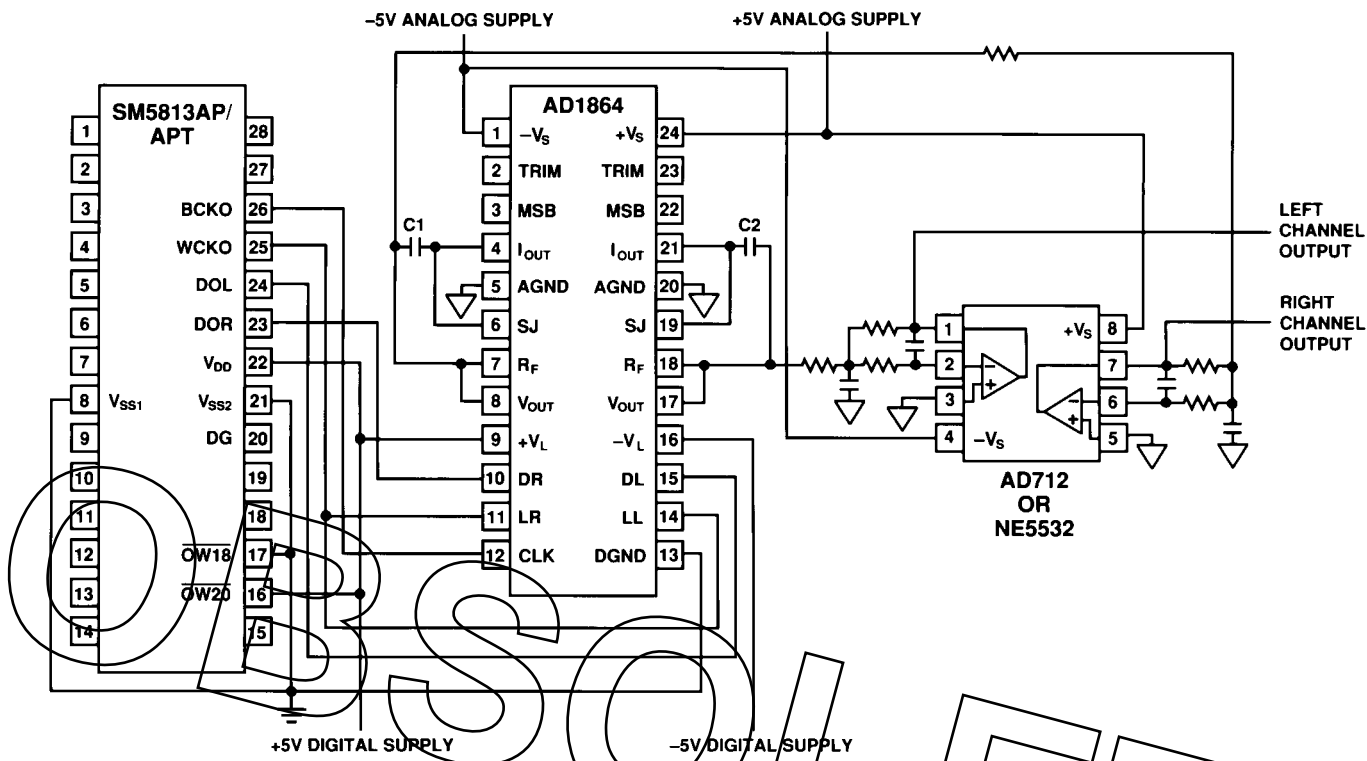 –5V ANALOG SUPPLY
+5V ANALOG SUPPLY
SM5813AP/
APT
1
2
3
4
5
6
7
8 VSS1
9
10
11
12
13
14
28
27
BCKO 26
WCKO 25
DOL 24
DOR 23
VDD 22
VSS2 21
DG 20
19
18
OW18 17
OW20 16
15
C1
AD1864
1 –VS
2 TRIM
3 MSB
4 IOUT
5 AGND
6 SJ
7 RF
8 VOUT
9 +VL
10 DR
11 LR
12 CLK
+VS 24
TRIM 23
MSB 22
IOUT 21
AGND 20
SJ 19
RF 18
VOUT 17
–VL 16
DL 15
LL 14
DGND 13
C2
LEFT
CHANNEL
OUTPUT
RIGHT
CHANNEL
OUTPUT
1
2
3
4 –VS
+VS 8
7
6
5
AD712
OR
NE5532
+5V DIGITAL SUPPLY
–5V DIGITAL SUPPLY